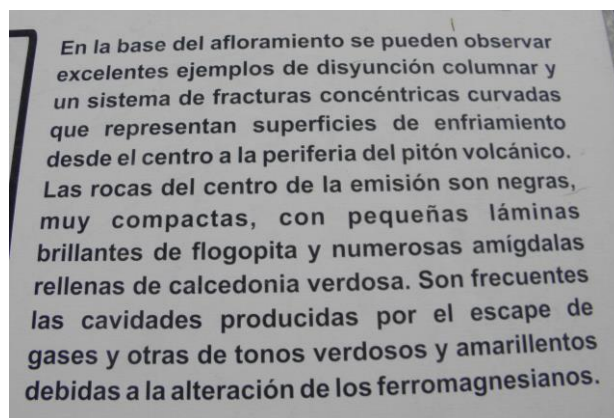 En la base del afloramiento se pueden observar
excelentes ejemplos de disyunción columnar y
un sistema de fracturas concéntricas curvadas
que representan superficies de enfriamiento
desde el centro a la periferia del pitón volcánico.
Las rocas del centro de la emisión son negras,
muy compactas, con pequeñas láminas
brillantes de flogopita y numerosas amígdalas
rellenas de calcedonia verdosa. Son frecuentes
las cavidades producidas por el escape de
gases y otras de tonos verdosos y amarillentos
debidas a la alteración de los ferromagnesianos.